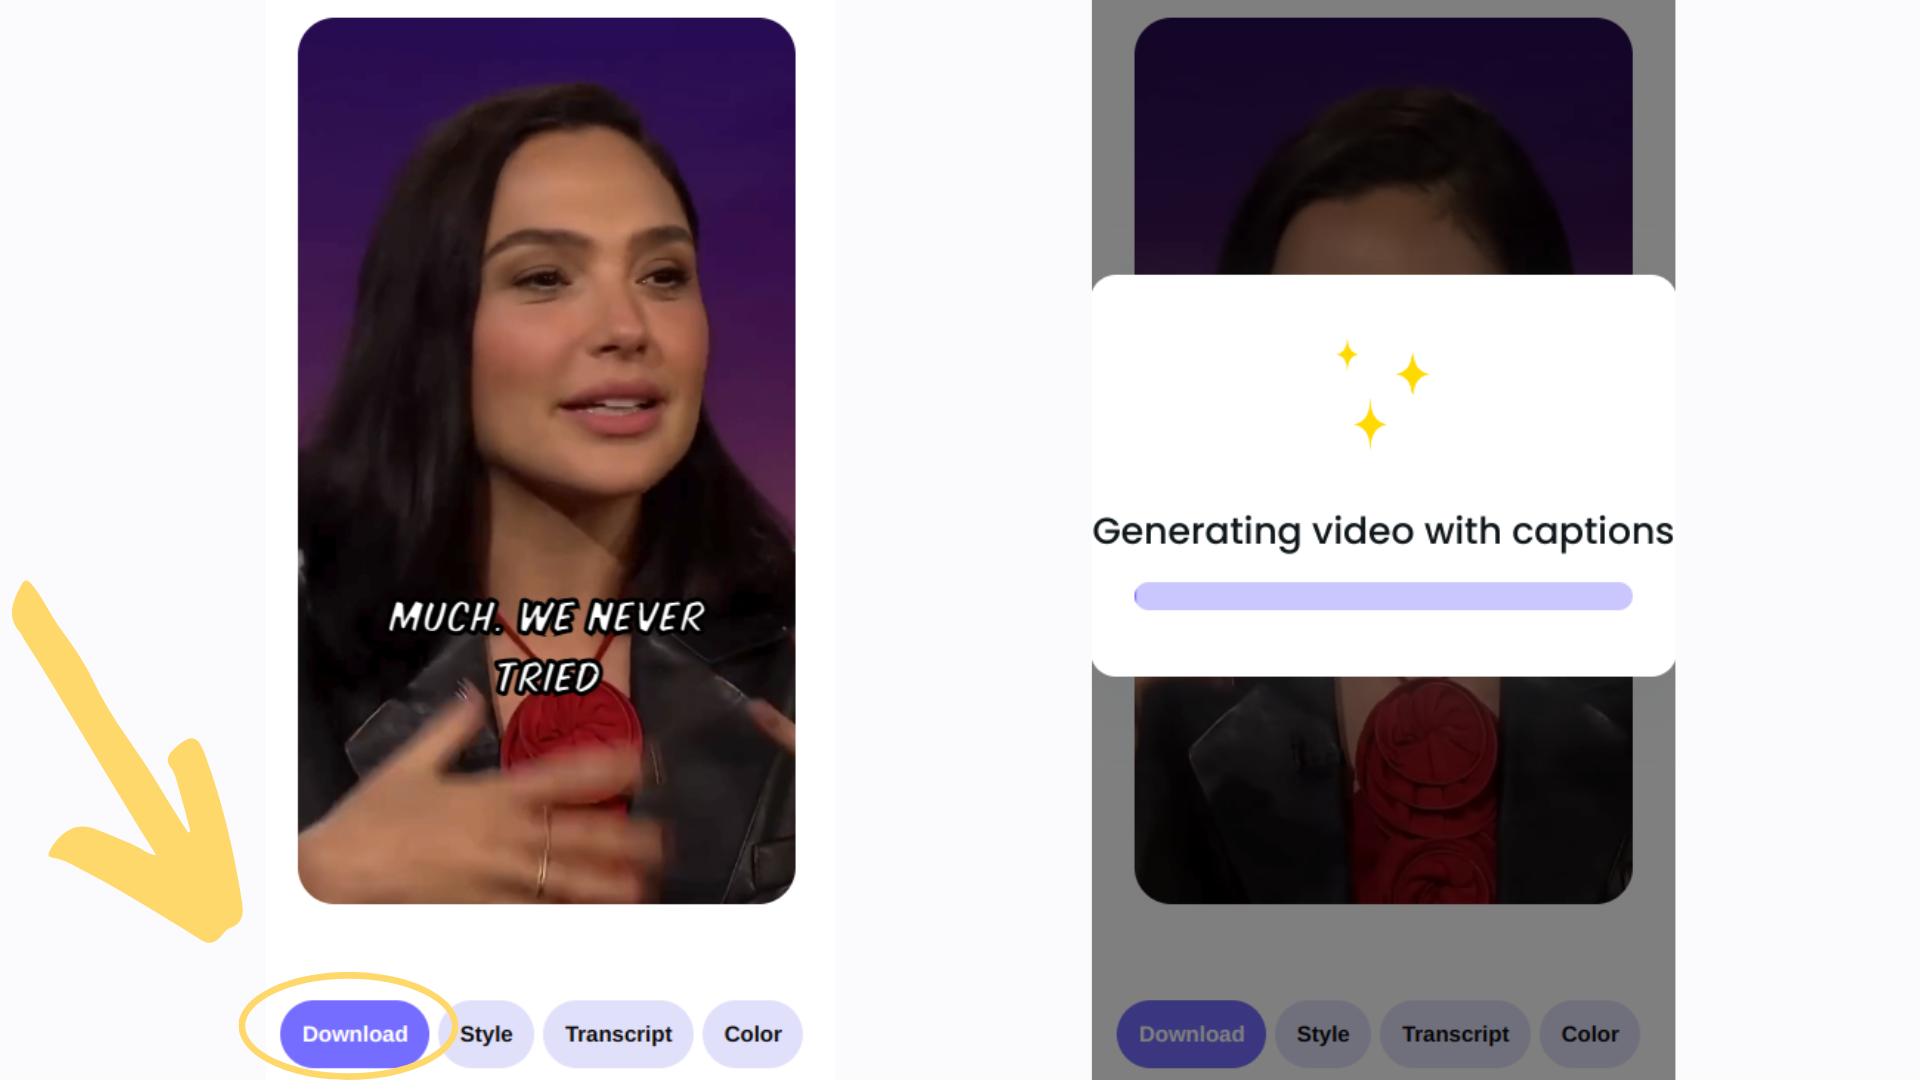 MUCH. WE NEVER
TRIED
Download
Style
Transcript
Color
Generating video with captions
Download
Style
Transcript
Color